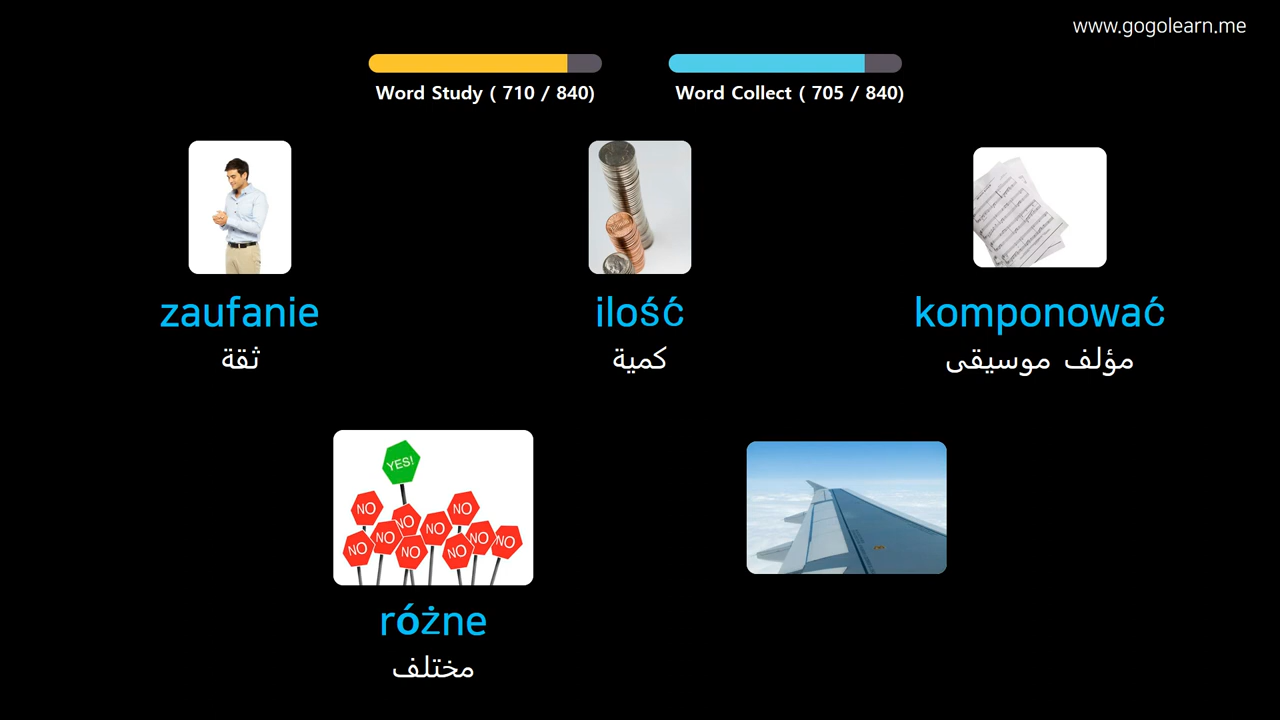 www.gogolearn.me
Word Study ( 710 / 840)
Word Collect ( 705 / 840)
zaufanie
ثقة
ilość
كمية
komponować
مؤلف موسيقى
YES!
NO
NO
NO
NO
NO
NO
NO
NO
NO
NO
różne
مختلف